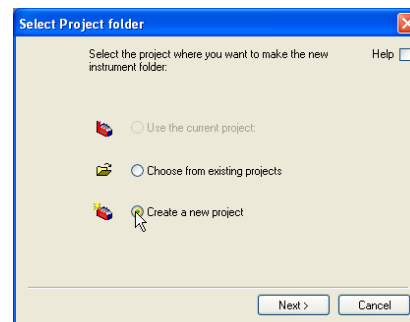 Select Project folder
Select the project where you want to make the new
instrument folder:
Help
Use the current project:
Choose from existing projects
Create a new project
Next >
Cancel